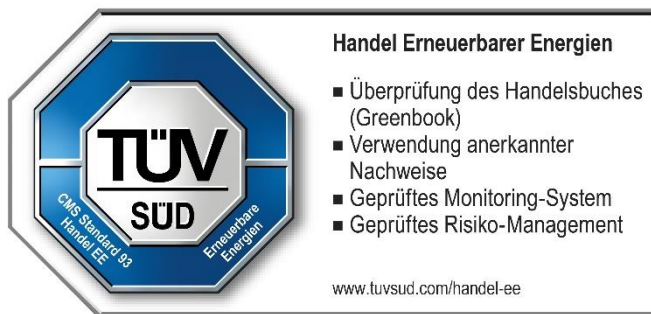 TÜV
SÜD
CMS Standard 93
Handel EE
Erneuerbare
Energien
Handel Erneuerbarer Energien
■ Überprüfung des Handelsbuches
(Greenbook)
■ Verwendung anerkannter
Nachweise
■ Geprüftes Monitoring-System
■ Geprüftes Risiko-Management
www.tuvsud.com/handel-ee